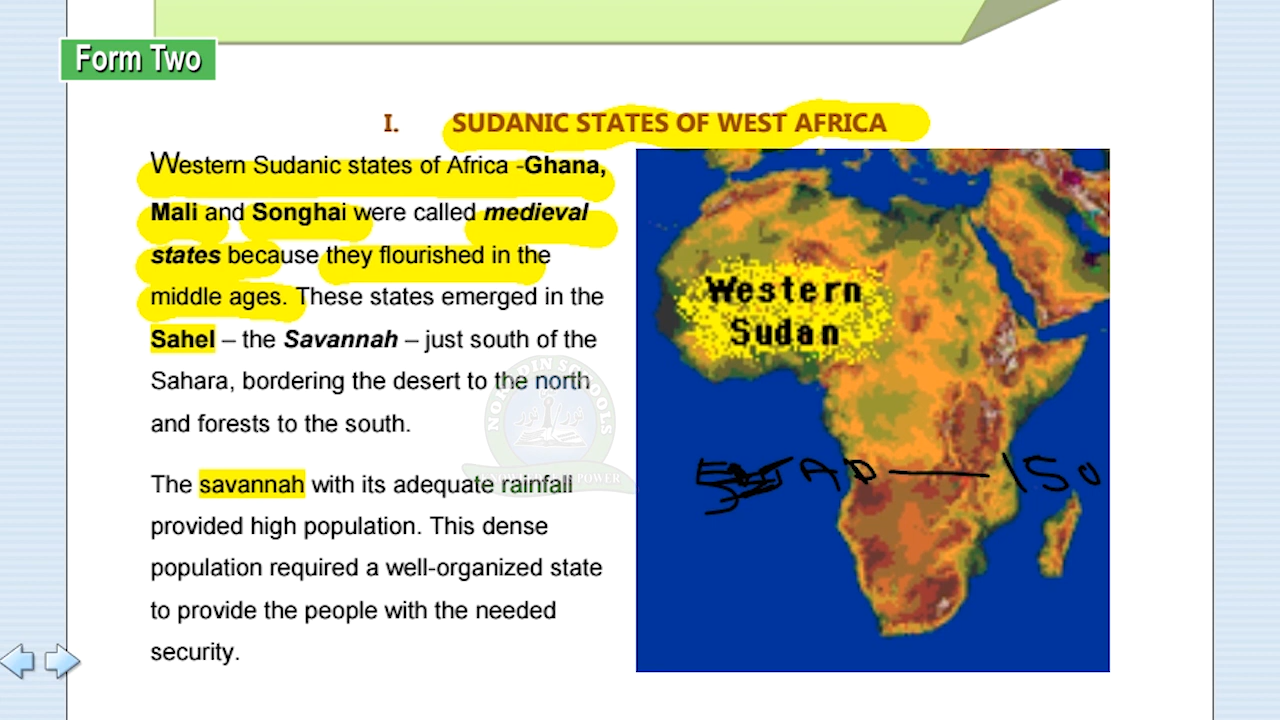 Form Two
I. SUDANIC STATES OF WEST AFRICA
Western Sudanic states of Africa -Ghana,
Mali and Songhai were called medieval
states because they flourished in the
middle ages. These states emerged in the
Sahel – the Savannah – just south of the
Sahara, bordering the desert to the north
and forests to the south.
The savannah with its adequate rainfall
provided high population. This dense
population required a well-organized state
to provide the people with the needed
security.
Western
Sudan
AD — 150